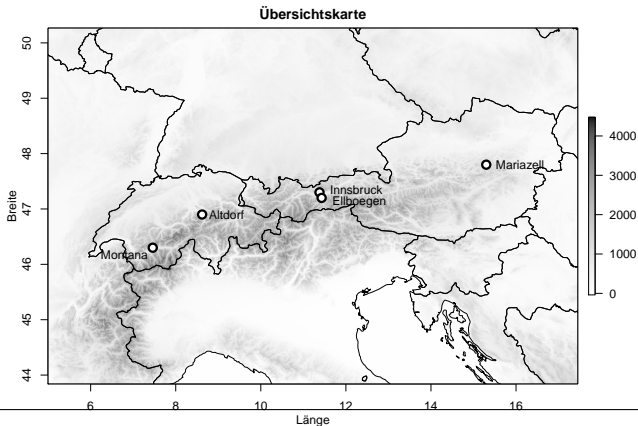 Übersichtskarte
50
49
48
47
46
45
44
Breite
Mariazell
Innsbruck
Ellboegen
Altdorf
Montana
4000
3000
2000
1000
0
6 8 10 12 14 16
Länge